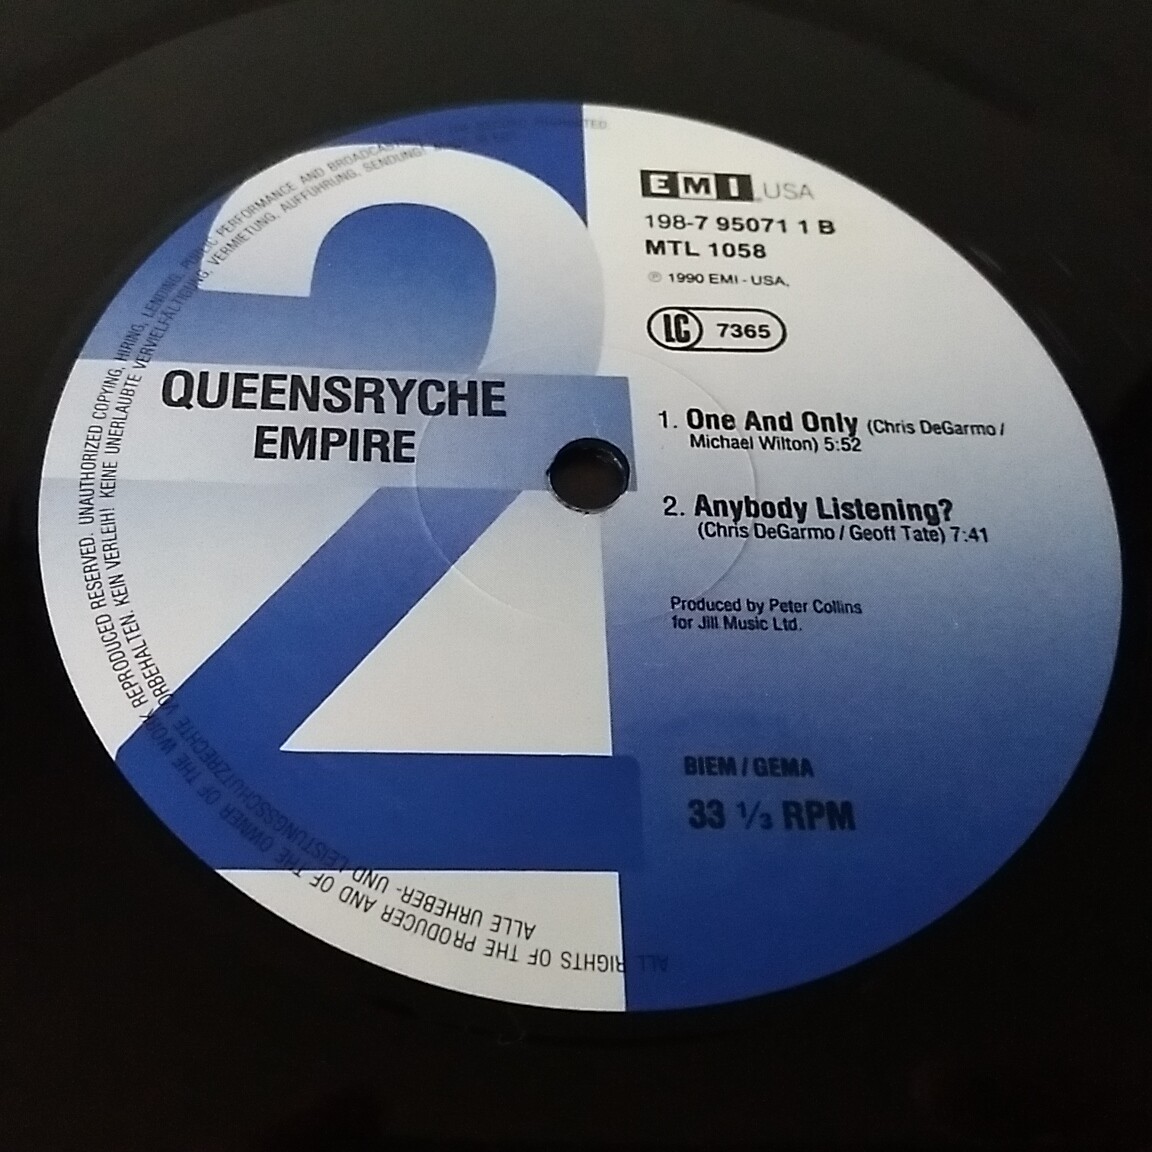 2
QUEENSRYCHE
EMPIRE
EMI USA
198-7 95071 1 B
MTL 1058
℗ 1990 EMI - USA.
LC 7365
1. One And Only (Chris DeGarmo /
Michael Wilton) 5:52
2. Anybody Listening?
(Chris DeGarmo / Geoff Tate) 7:41
Produced by Peter Collins
for Jill Music Ltd.
BIEM / GEMA
33 ⅓ RPM
ALL RIGHTS OF THE PRODUCER AND OF THE OWNER OF THE WORK REPRODUCED RESERVED. UNAUTHORIZED COPYING, HIRING, LENDING, PUBLIC PERFORMANCE AND BROADCASTING
ALLE URHEBER- UND LEISTUNGSSCHUTZRECHTE VORBEHALTEN. KEIN VERLEIH! KEINE UNERLAUBTE VERVIELFÄLTIGUNG, VERMIETUNG, AUFFÜHRUNG, SENDUNG!